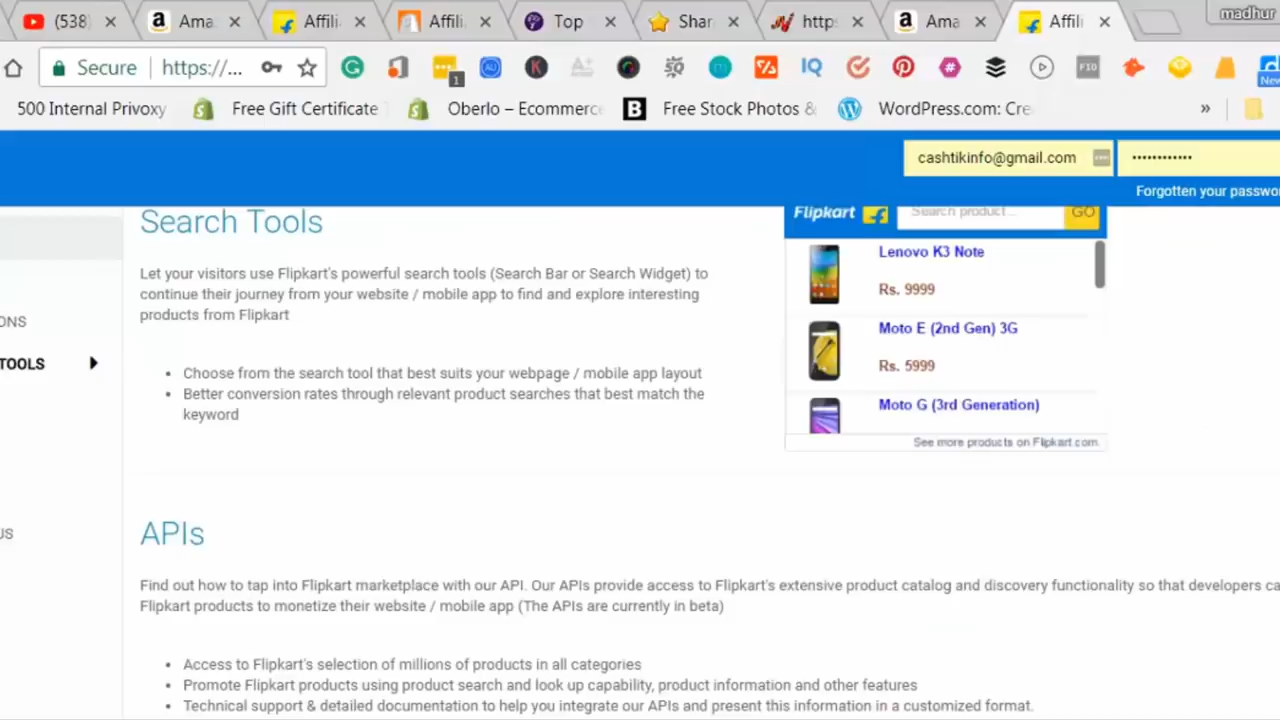 (538)
Ama
Affili
Affili
Top
Shar
https
Ama
Affili
madhur
Secure
https://...
1
IQ
F10
New
500 Internal Privoxy
Free Gift Certificate
Oberlo – Ecommerce
B
Free Stock Photos &
WordPress.com: Cre
»
cashtikinfo@gmail.com
••••••••••••
Forgotten your passwor
Search Tools
Let your visitors use Flipkart's powerful search tools (Search Bar or Search Widget) to
continue their journey from your website / mobile app to find and explore interesting
products from Flipkart
• Choose from the search tool that best suits your webpage / mobile app layout
• Better conversion rates through relevant product searches that best match the
keyword
Flipkart
Search product...
GO
Lenovo K3 Note
Rs. 9999
Moto E (2nd Gen) 3G
Rs. 5999
Moto G (3rd Generation)
See more products on Flipkart.com.
ONS
TOOLS
US
APIs
Find out how to tap into Flipkart marketplace with our API. Our APIs provide access to Flipkart's extensive product catalog and discovery functionality so that developers ca
Flipkart products to monetize their website / mobile app (The APIs are currently in beta)
• Access to Flipkart's selection of millions of products in all categories
• Promote Flipkart products using product search and look up capability, product information and other features
• Technical support & detailed documentation to help you integrate our APIs and present this information in a customized format.